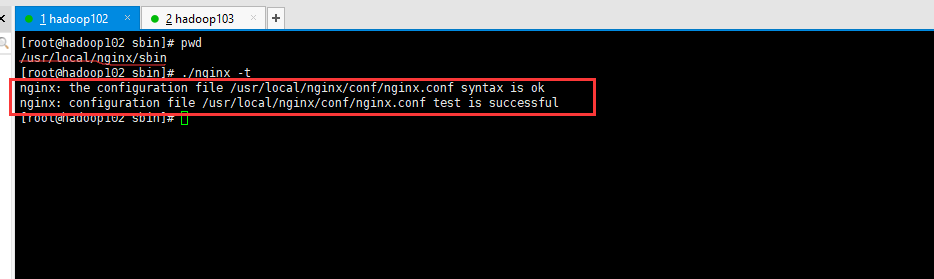 1 hadoop102 × 2 hadoop103 × +
[root@hadoop102 sbin]# pwd
/usr/local/nginx/sbin
[root@hadoop102 sbin]# ./nginx -t
nginx: the configuration file /usr/local/nginx/conf/nginx.conf syntax is ok
nginx: configuration file /usr/local/nginx/conf/nginx.conf test is successful
[root@hadoop102 sbin]#